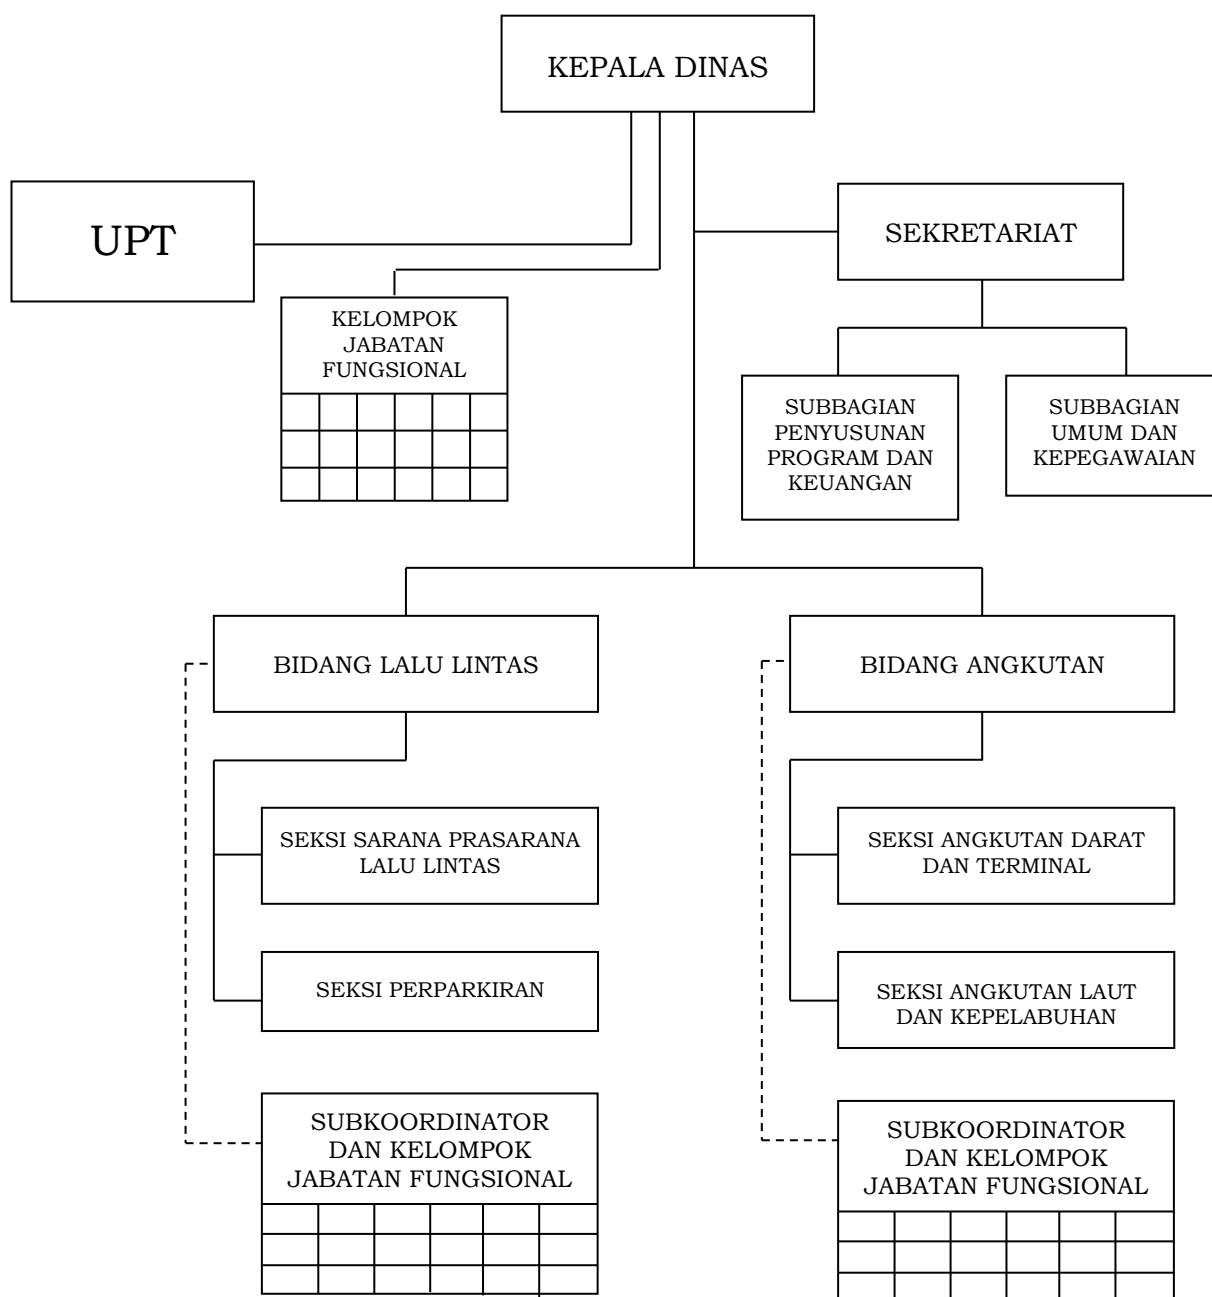 KEPALA DINAS
UPT
SEKRETARIAT
KELOMPOK
JABATAN
FUNGSIONAL
SUBBAGIAN
PENYUSUNAN
PROGRAM DAN
KEUANGAN
SUBBAGIAN
UMUM DAN
KEPEGAWAIAN
BIDANG LALU LINTAS
BIDANG ANGKUTAN
SEKSI SARANA PRASARANA
LALU LINTAS
SEKSI ANGKUTAN DARAT
DAN TERMINAL
SEKSI PERPARKIRAN
SEKSI ANGKUTAN LAUT
DAN KEPELABUHAN
SUBKOORDINATOR
DAN KELOMPOK
JABATAN FUNGSIONAL
SUBKOORDINATOR
DAN KELOMPOK
JABATAN FUNGSIONAL